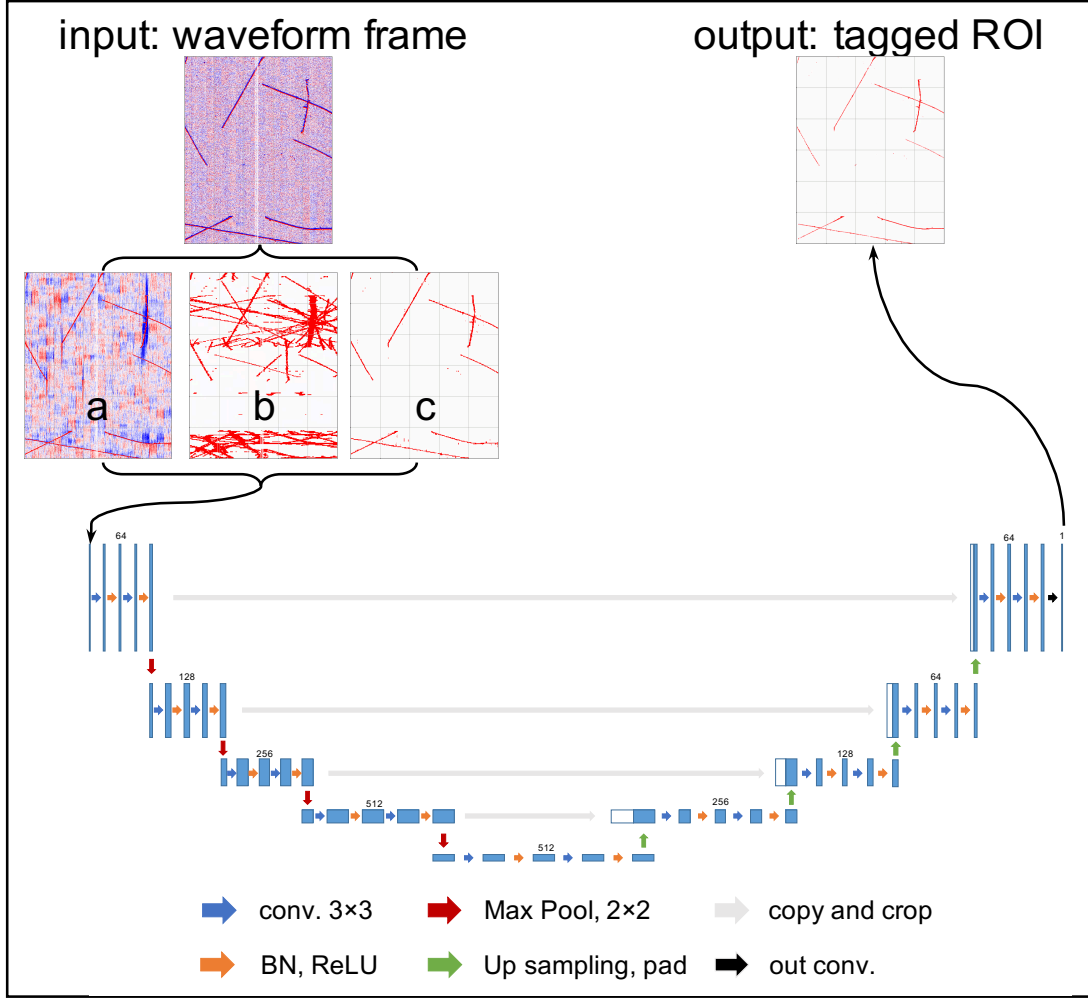 input: waveform frame
output: tagged ROI
a
b
c
64
64
1
128
64
256
128
512
256
512
conv. 3×3
Max Pool, 2×2
copy and crop
BN, ReLU
Up sampling, pad
out conv.